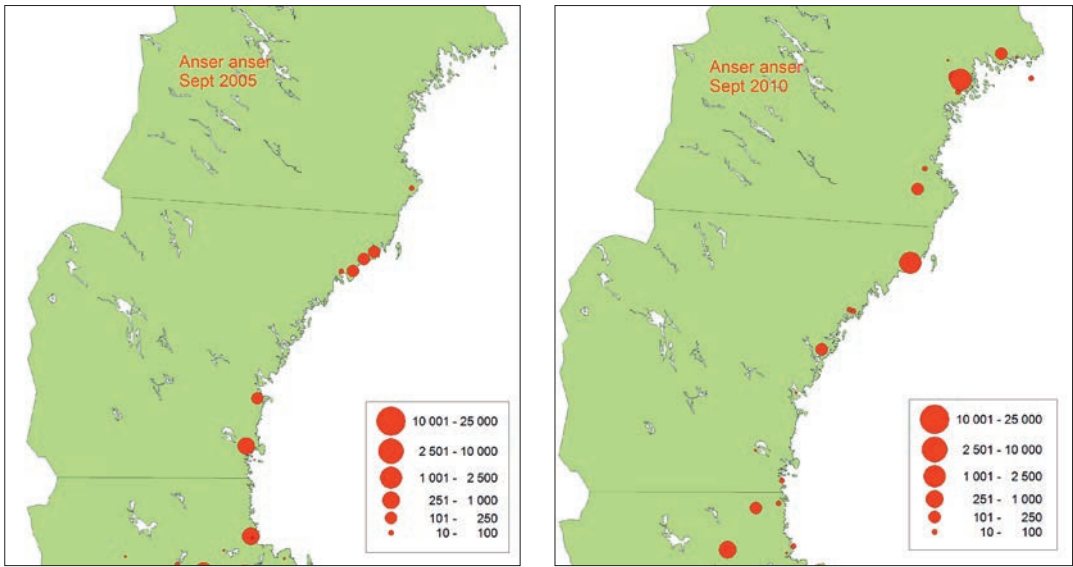 Anser anser
Sept 2005
10 001 - 25 000
2 501 - 10 000
1 001 - 2 500
251 - 1 000
101 - 250
10 - 100
Anser anser
Sept 2010
10 001 - 25 000
2 501 - 10 000
1 001 - 2 500
251 - 1 000
101 - 250
10 - 100